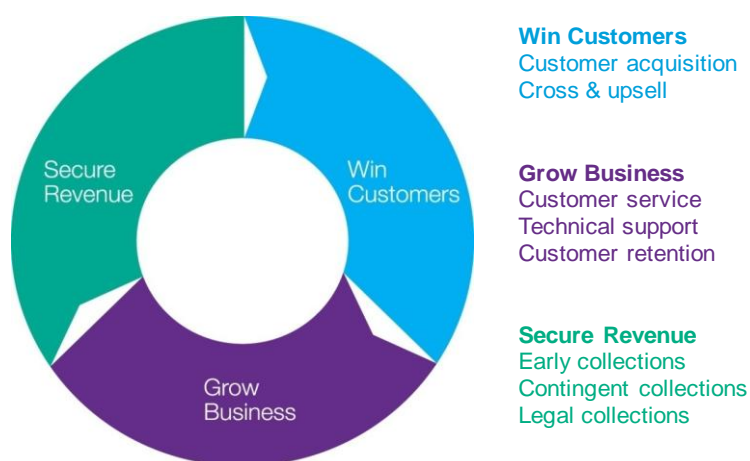 Secure
Revenue
Win
Customers
Grow
Business
Win Customers
Customer acquisition
Cross & upsell
Grow Business
Customer service
Technical support
Customer retention
Secure Revenue
Early collections
Contingent collections
Legal collections